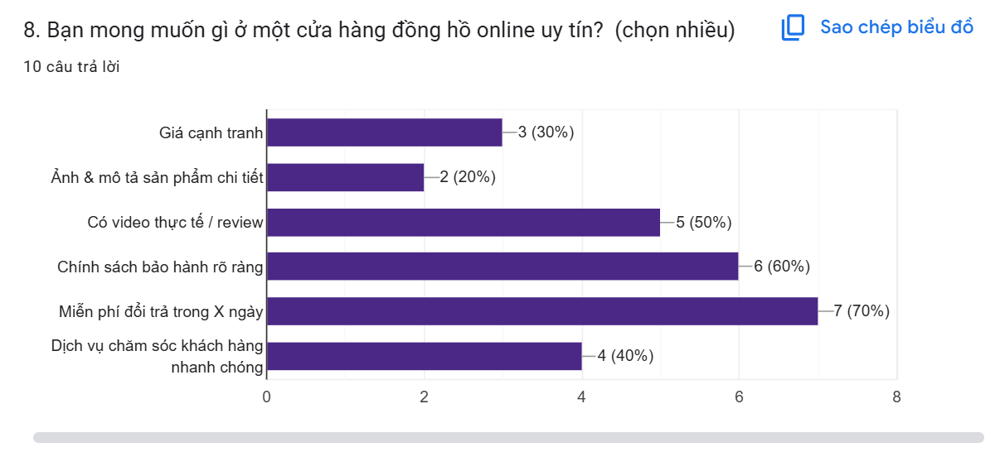 8. Bạn mong muốn gì ở một cửa hàng đồng hồ online uy tín?  (chọn nhiều)
Sao chép biểu đồ
10 câu trả lời
Giá cạnh tranh
3 (30%)
Ảnh & mô tả sản phẩm chi tiết
2 (20%)
Có video thực tế / review
5 (50%)
Chính sách bảo hành rõ ràng
6 (60%)
Miễn phí đổi trả trong X ngày
7 (70%)
Dịch vụ chăm sóc khách hàng
nhanh chóng
4 (40%)
0 2 4 6 8